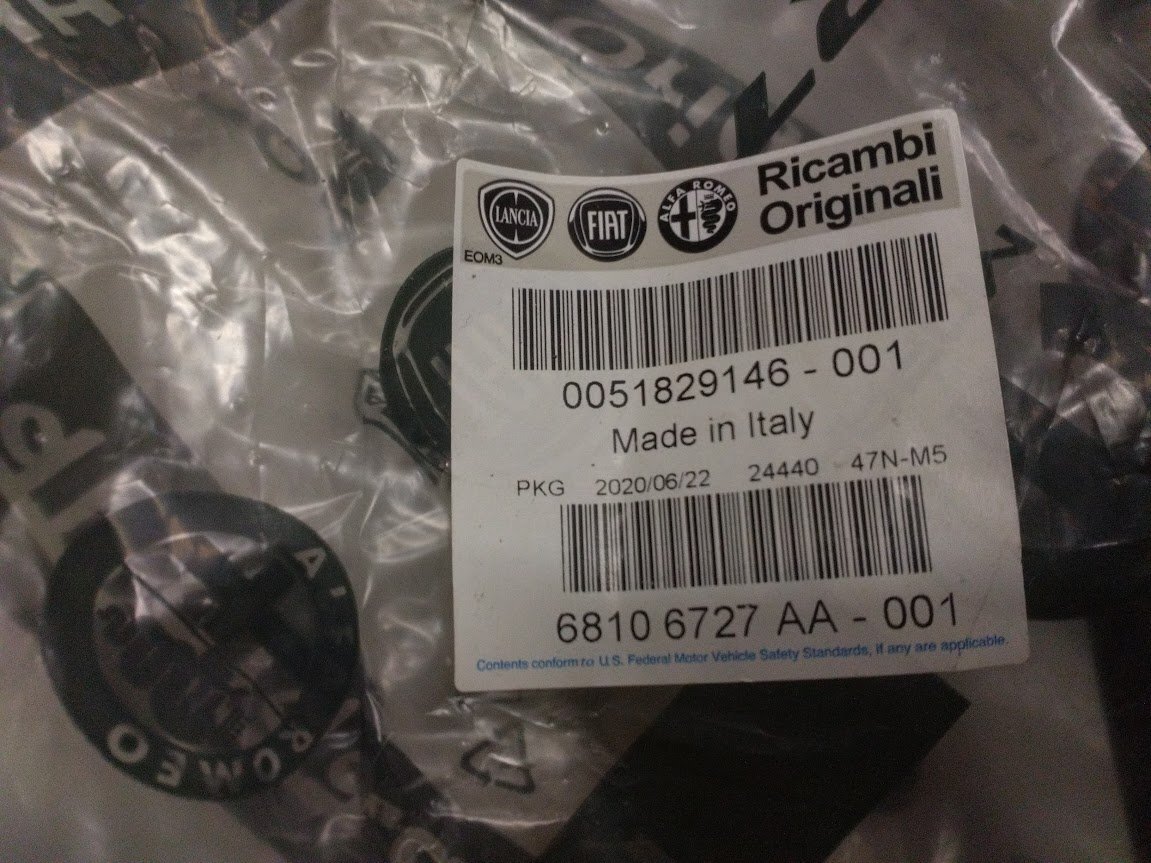 LANCIA
FIAT
ALFA ROMEO
Ricambi
Originali
EOM3
0051829146 - 001
Made in Italy
PKG 2020/06/22 24440 47N-M5
6810 6727 AA - 001
Contents conform to U.S. Federal Motor Vehicle Safety Standards, if any are applicable.
ROMEO